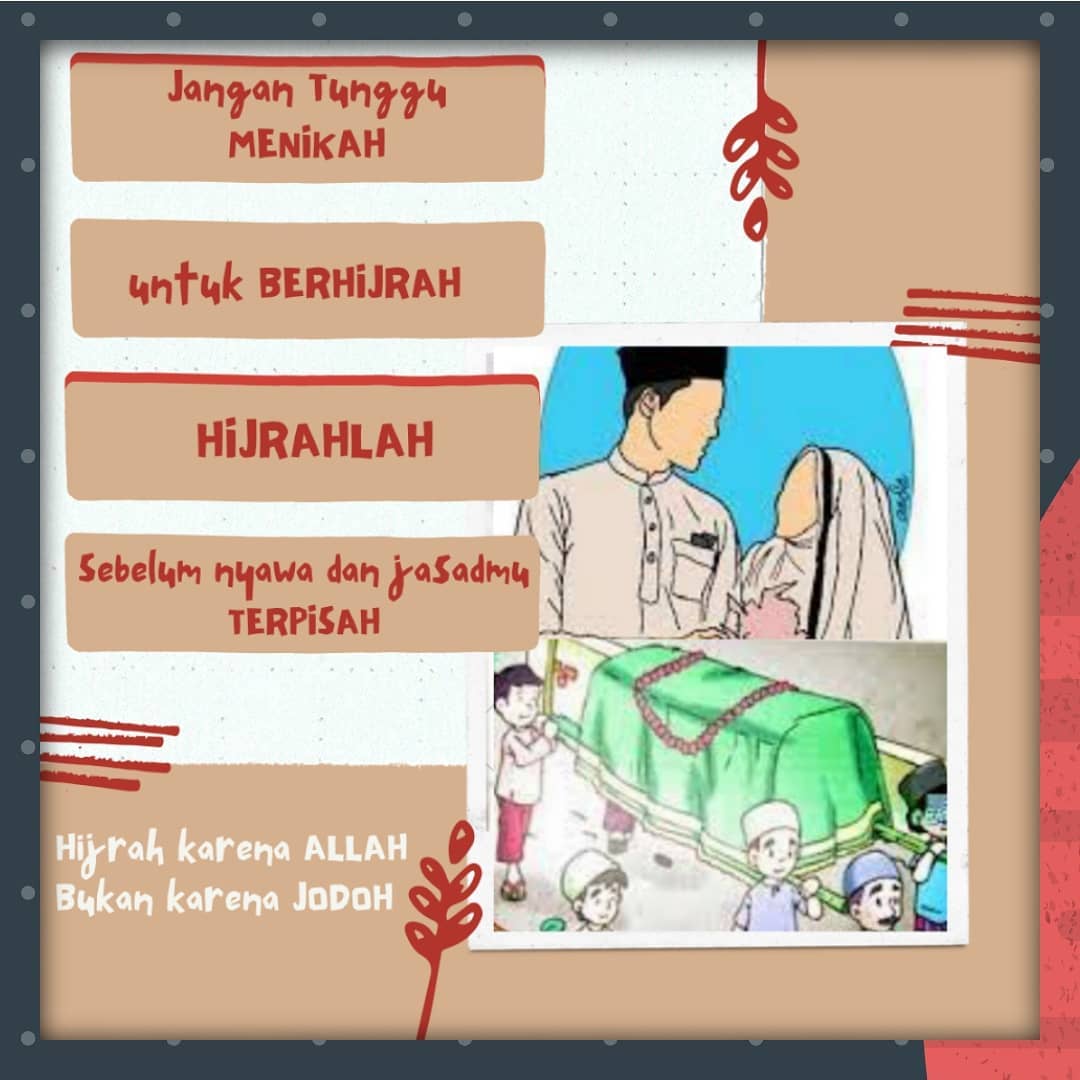 Jangan Tunggu
MENIKAH
untuk BERHIJRAH
HIJRAHLAH
sebelum nyawa dan jasadmu
TERPISAH
Hijrah karena ALLAH
Bukan karena JODOH